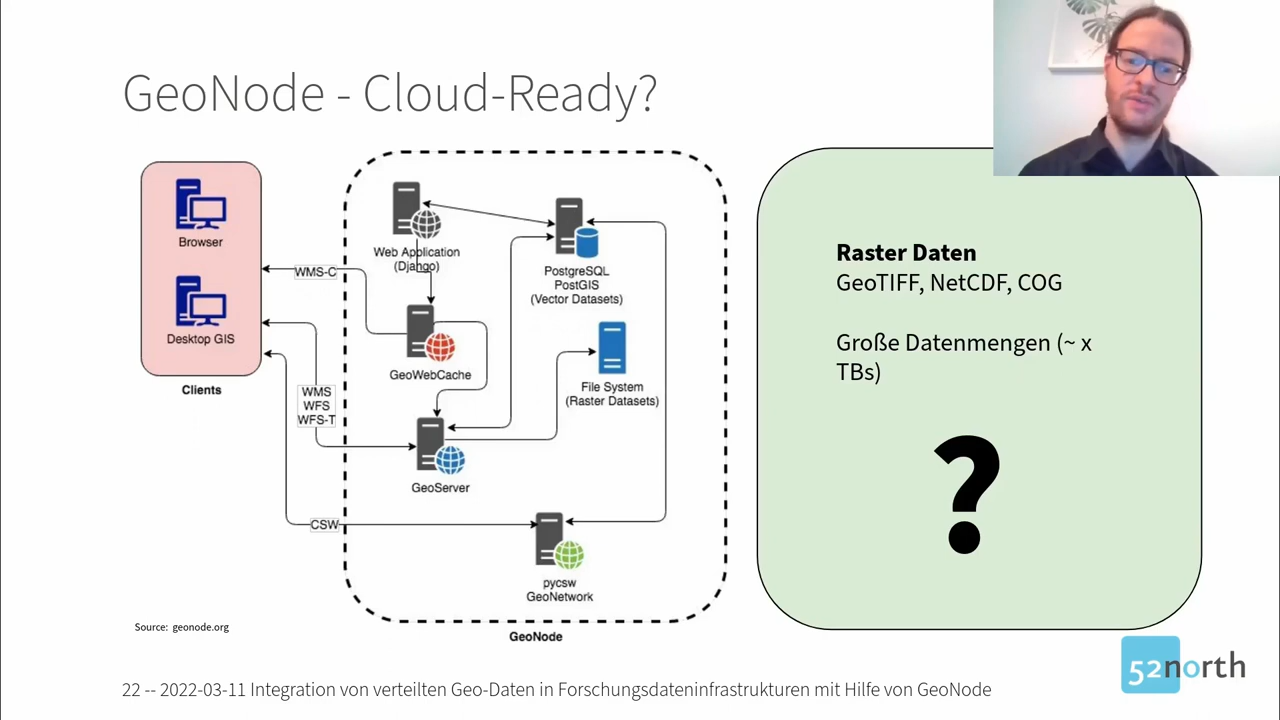 GeoNode - Cloud-Ready?
Browser
Desktop GIS
Clients
WMS-C
WMS
WFS
WFS-T
CSW
Web Application
(Django)
GeoWebCache
GeoServer
PostgreSQL
PostGIS
(Vector Datasets)
File System
(Raster Datasets)
pycsw
GeoNetwork
GeoNode
Raster Daten
GeoTIFF, NetCDF, COG
Große Datenmengen (~ x
TBs)
?
Source: geonode.org
52north
22 -- 2022-03-11 Integration von verteilten Geo-Daten in Forschungsdateninfrastrukturen mit Hilfe von GeoNode